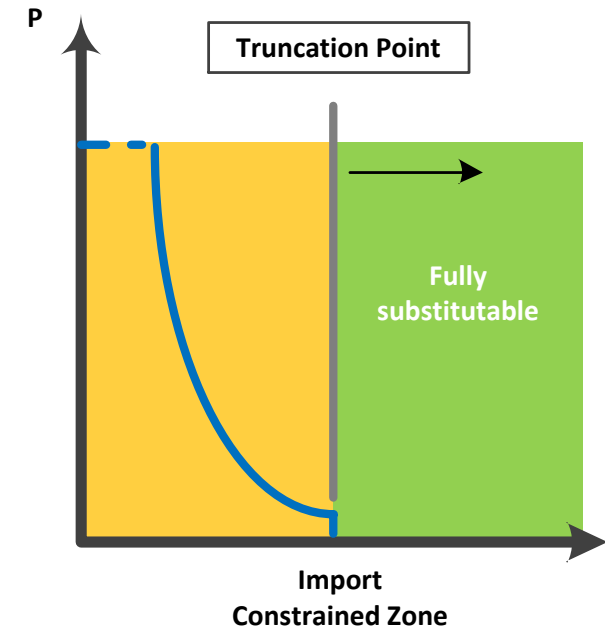 P
Truncation Point
Fully
substitutable
Import
Constrained Zone